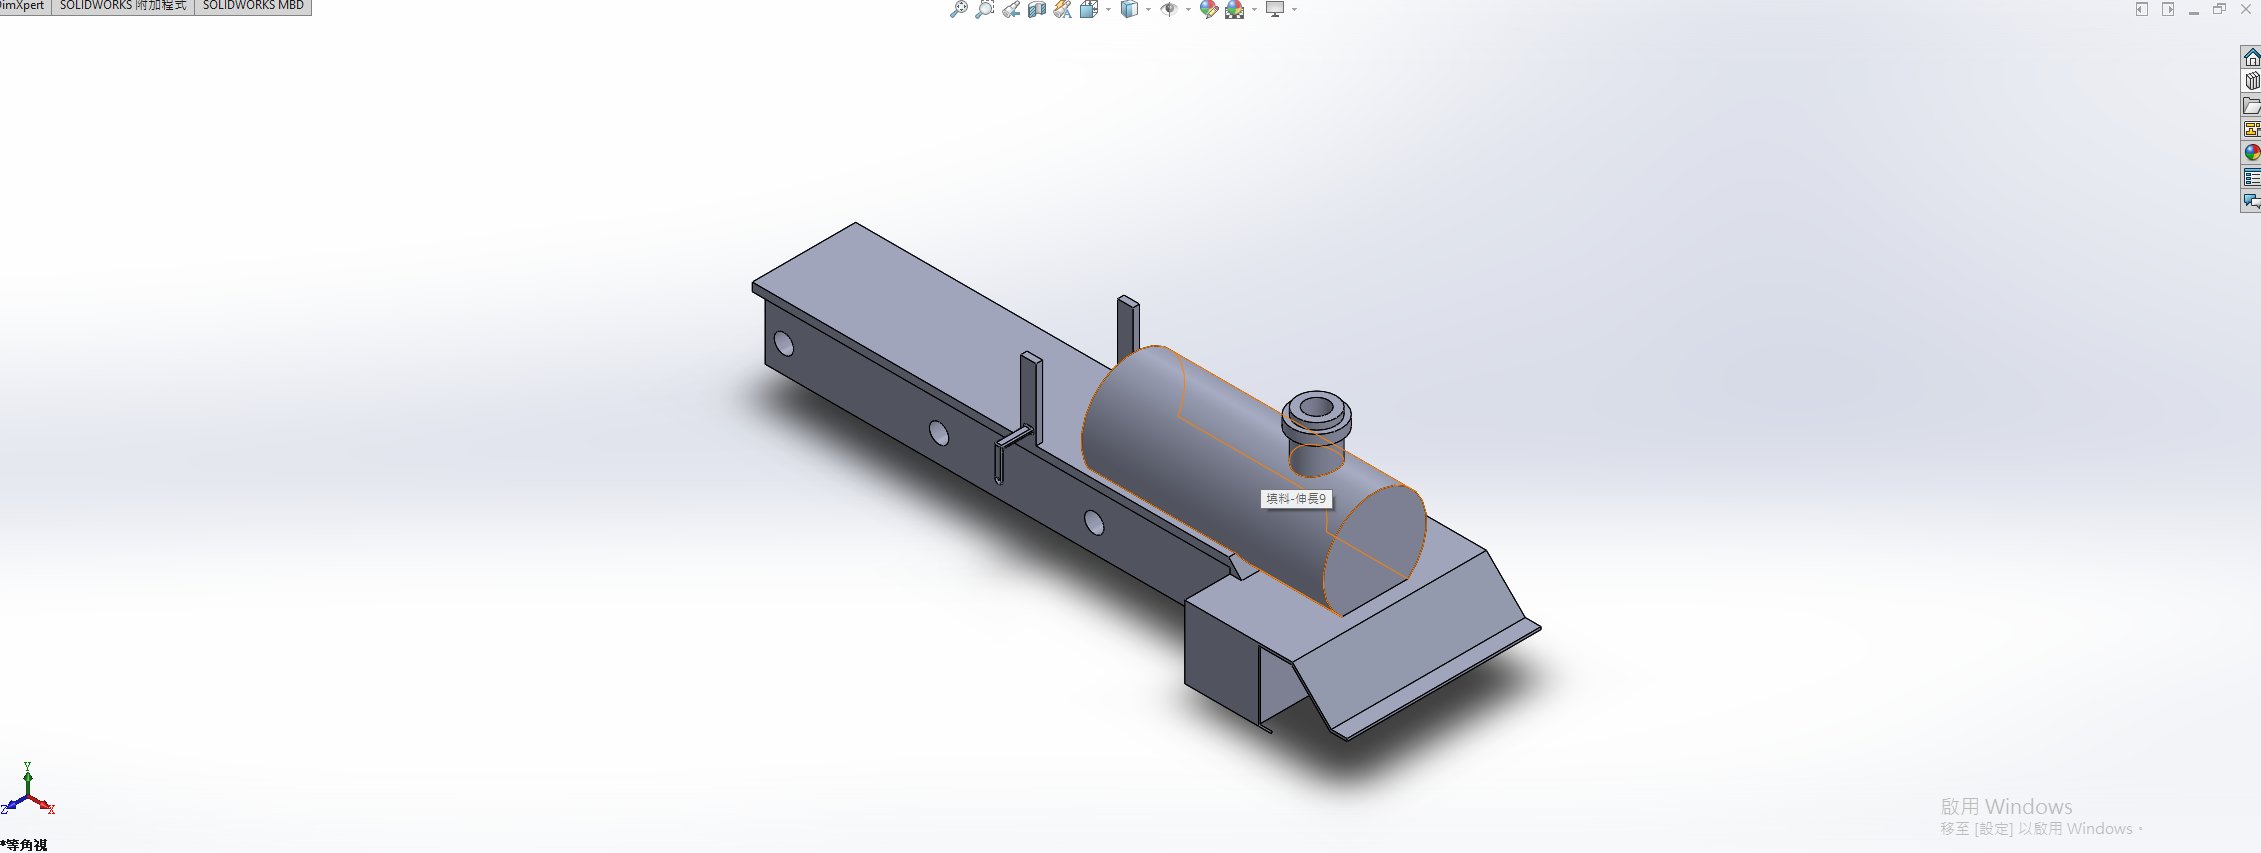 DimXpert SOLIDWORKS 附加程式 SOLIDWORKS MBD
填料-伸長9
啟用 Windows
移至 [設定] 以啟用 Windows。
Y
Z
X
*等角視